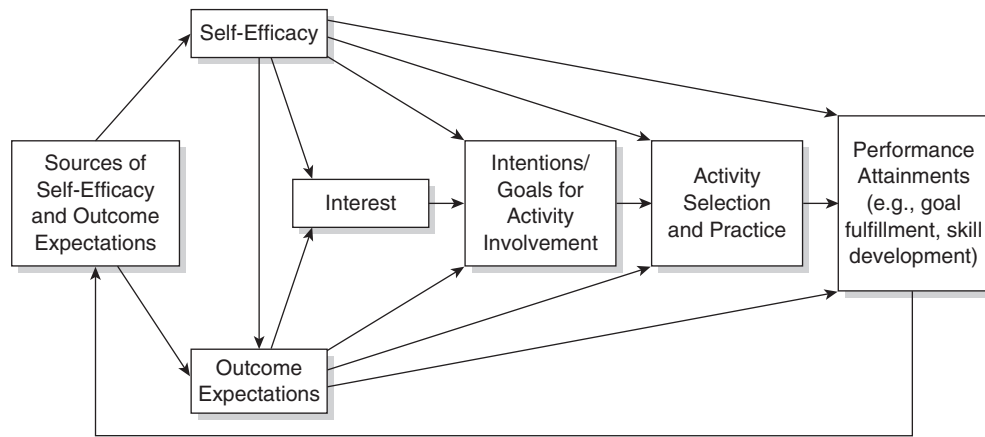 Self-Efficacy
Sources of
Self-Efficacy
and Outcome
Expectations
Interest
Intentions/
Goals for
Activity
Involvement
Activity
Selection
and Practice
Performance
Attainments
(e.g., goal
fulfillment, skill
development)
Outcome
Expectations